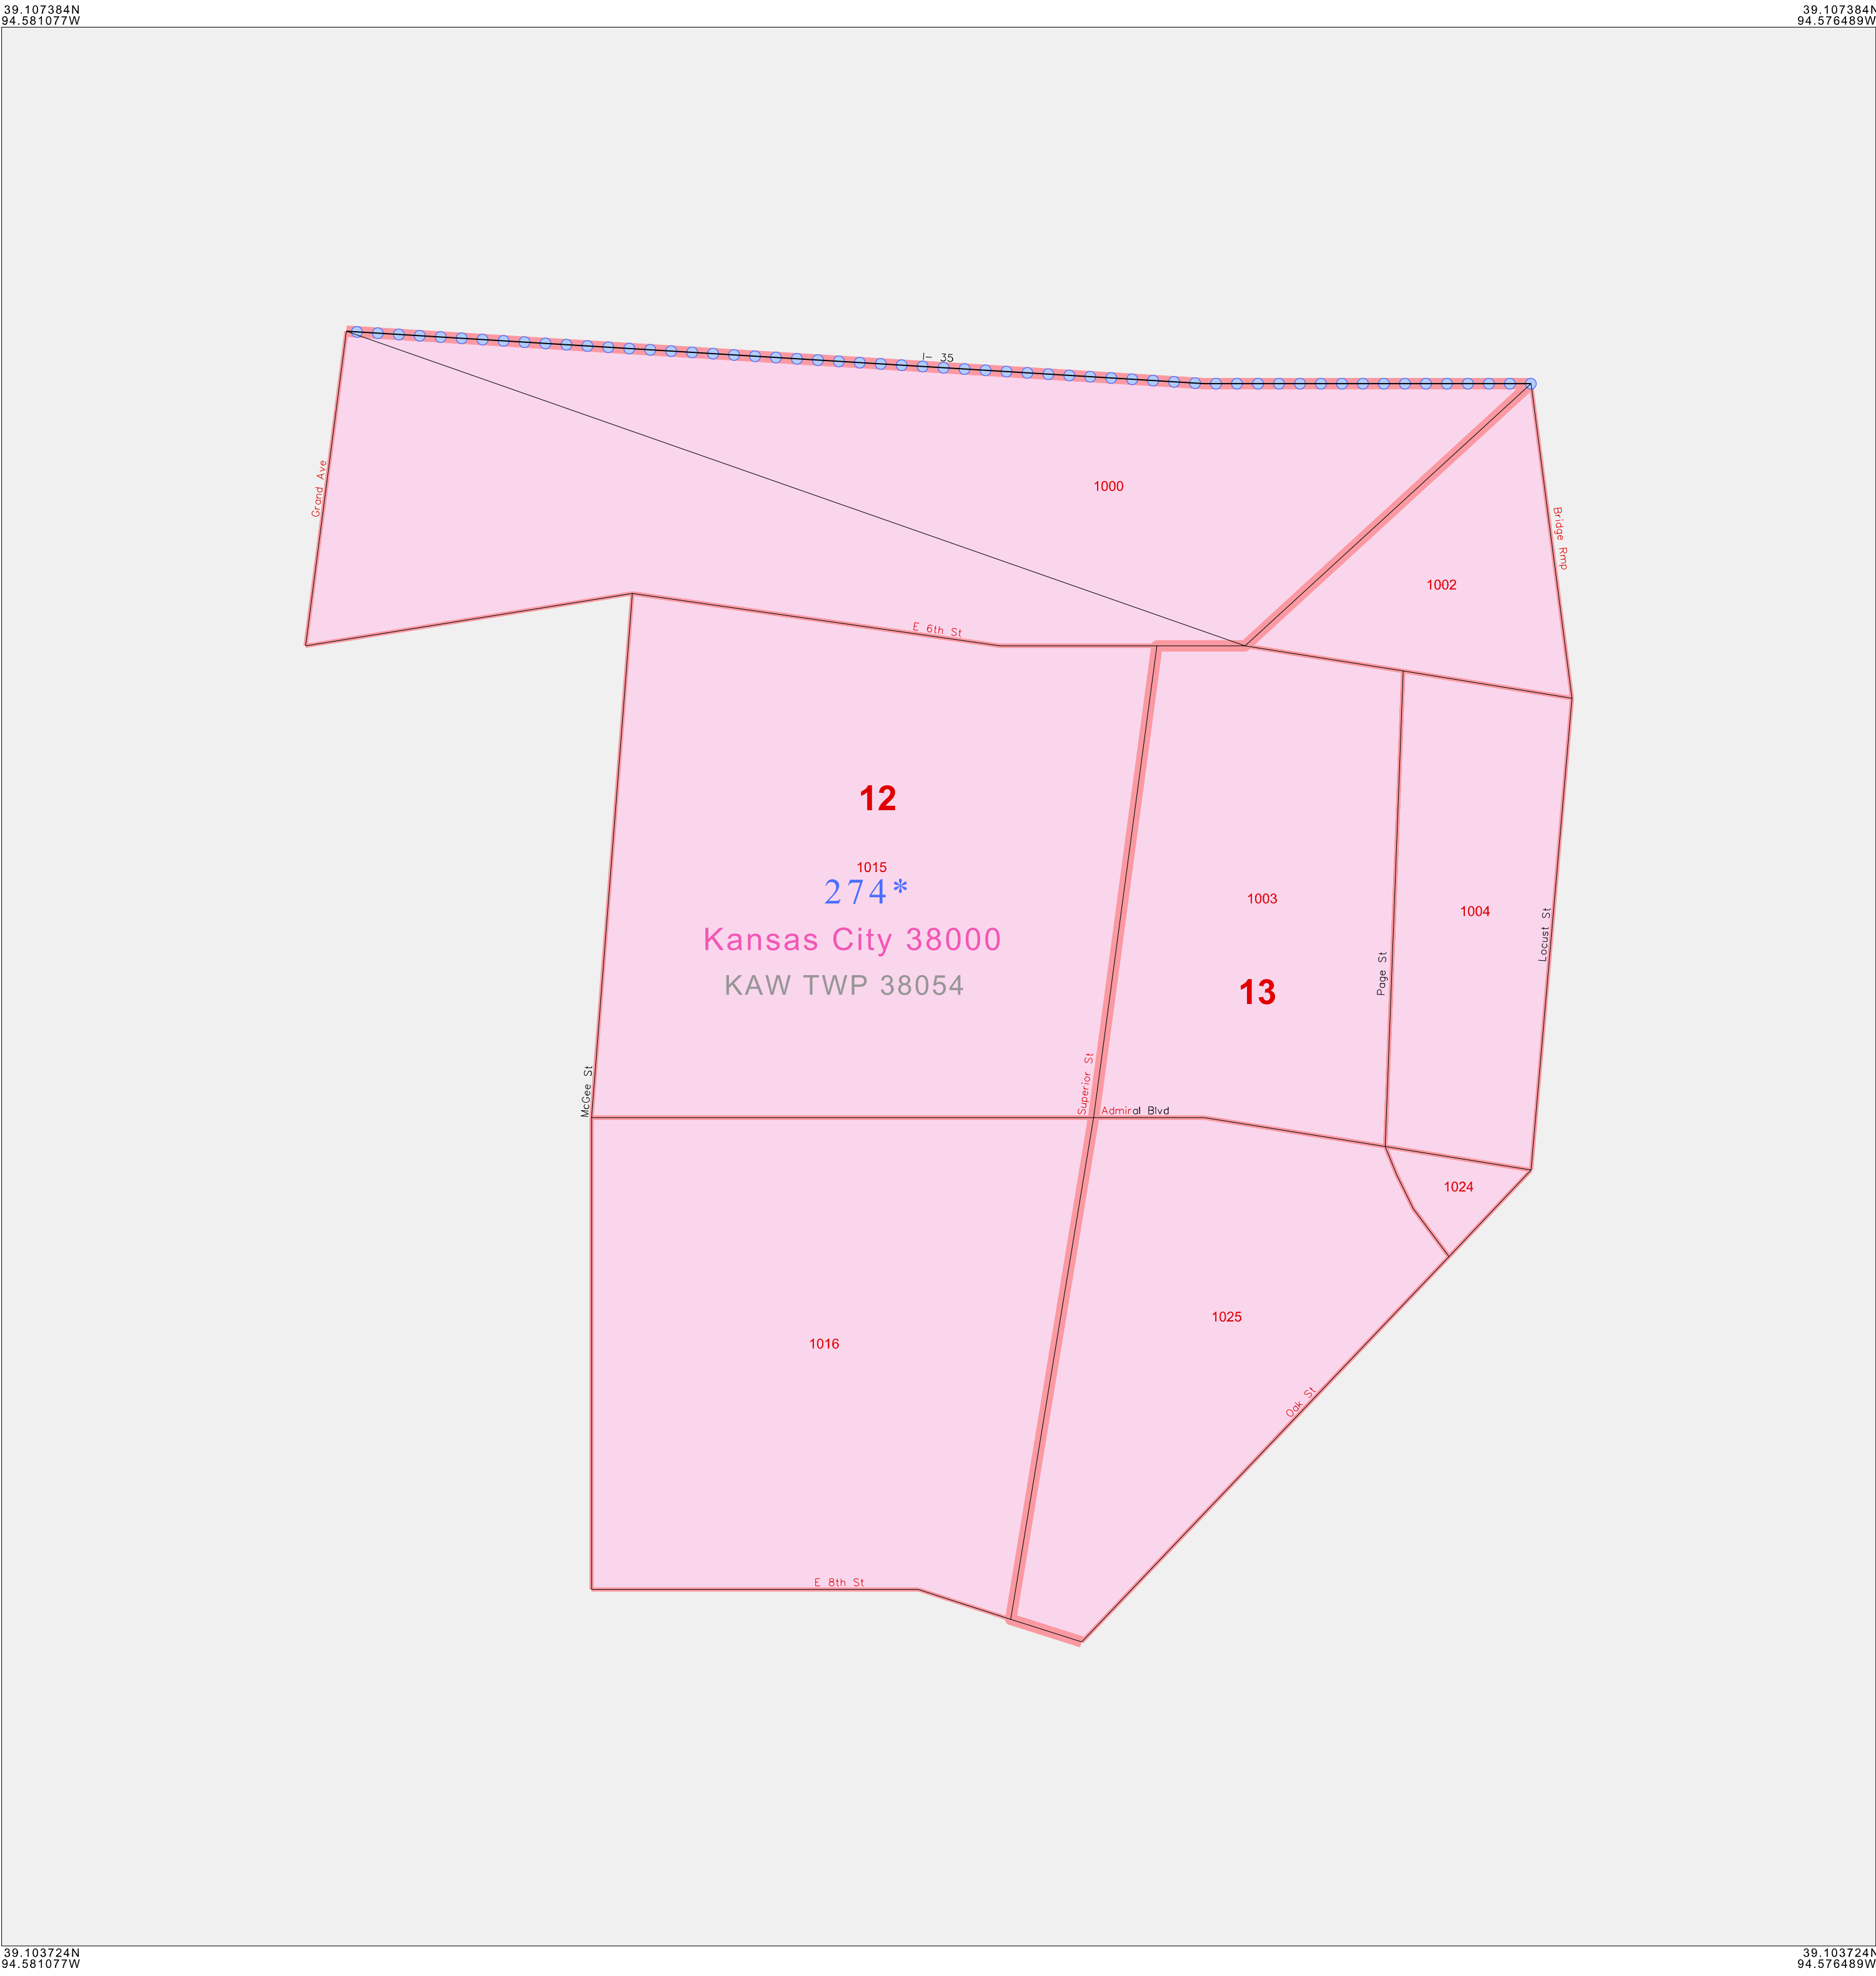 39.107384N
94.581077W
39.107384N
94.576489W
I- 35
Grand Ave
1000
Bridge Rmp
1002
E 6th St
12
1015
274*
Kansas City 38000
KAW TWP 38054
1003
13
1004
Page St
Locust St
McGee St
Superior St
Admiral Blvd
1024
1025
1016
Oak St
E 8th St
39.103724N
94.581077W
39.103724N
94.576489W